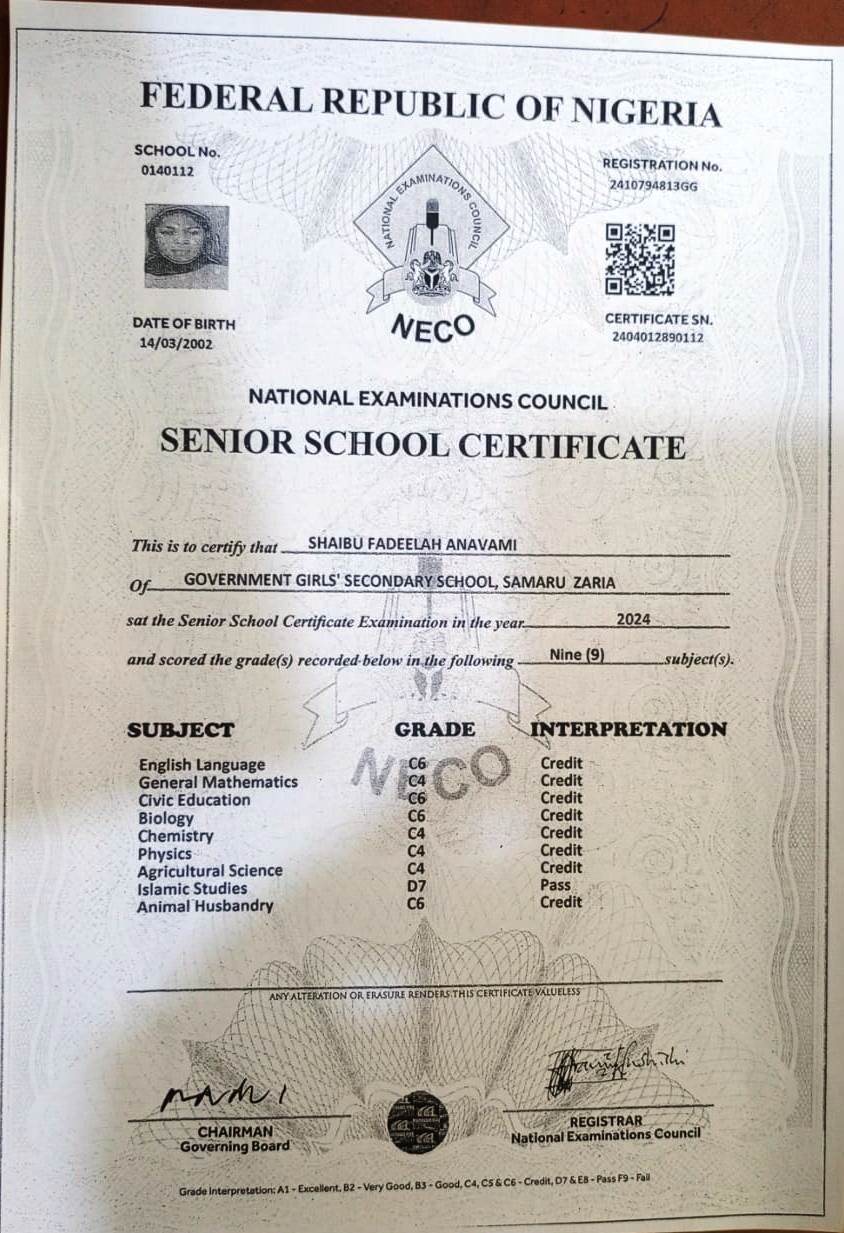 FEDERAL REPUBLIC OF NIGERIA
SCHOOL No.
0140112
NATIONAL EXAMINATIONS COUNCIL
REGISTRATION No.
2410794813GG
NECO
DATE OF BIRTH
14/03/2002
CERTIFICATE SN.
2404012890112
NATIONAL EXAMINATIONS COUNCIL
SENIOR SCHOOL CERTIFICATE
This is to certify that SHAIBU FADEELAH ANAVAMI
Of GOVERNMENT GIRLS' SECONDARY SCHOOL, SAMARU ZARIA
sat the Senior School Certificate Examination in the year 2024
and scored the grade(s) recorded below in the following Nine (9) subject(s).
SUBJECT GRADE INTERPRETATION
NECO
English Language C6 Credit
General Mathematics C4 Credit
Civic Education C6 Credit
Biology C6 Credit
Chemistry C4 Credit
Physics C4 Credit
Agricultural Science C4 Credit
Islamic Studies D7 Pass
Animal Husbandry C6 Credit
ANY ALTERATION OR ERASURE RENDERS THIS CERTIFICATE VALUELESS
CHAIRMAN
Governing Board
REGISTRAR
National Examinations Council
Grade Interpretation: A1 - Excellent, B2 - Very Good, B3 - Good, C4, C5 & C6 - Credit, D7 & E8 - Pass F9 - Fail